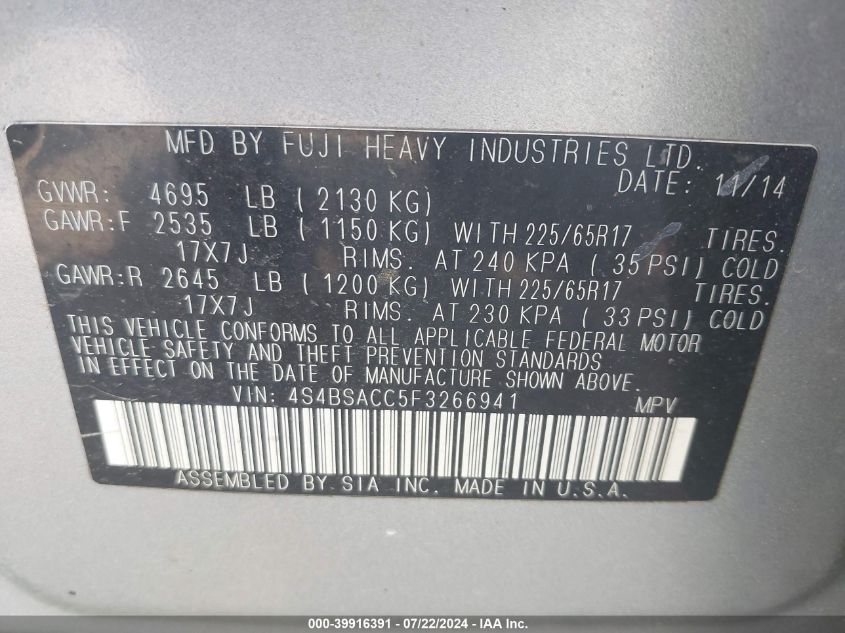 MFD BY FUJI HEAVY INDUSTRIES LTD.
DATE: 11/14
GVWR: 4695 LB ( 2130 KG)
GAWR:F 2535 LB ( 1150 KG) WITH 225/65R17 TIRES.
17X7J RIMS. AT 240 KPA ( 35 PSI) COLD
GAWR:R 2645 LB ( 1200 KG) WITH 225/65R17 TIRES.
17X7J RIMS. AT 230 KPA ( 33 PSI) COLD
THIS VEHICLE CONFORMS TO ALL APPLICABLE FEDERAL MOTOR
VEHICLE SAFETY AND THEFT PREVENTION STANDARDS
IN EFFECT ON THE DATE OF MANUFACTURE SHOWN ABOVE.
VIN: 4S4BSACC5F3266941 MPV
ASSEMBLED BY SIA INC. MADE IN U.S.A.
000-39916391 - 07/22/2024 - IAA Inc.